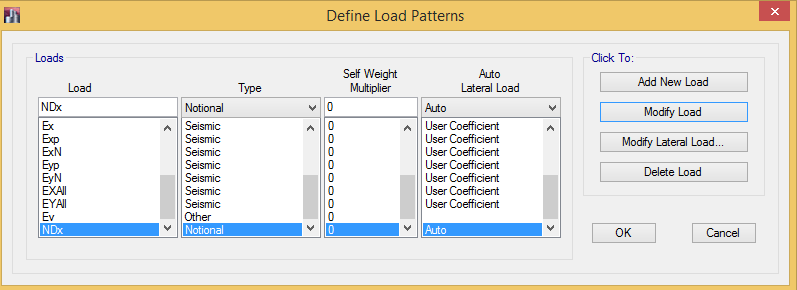 Define Load Patterns
Loads
Click To:
Load Type Self Weight Multiplier Auto Lateral Load
NDx Notional 0 Auto
Ex Seismic 0 User Coefficient
Exp Seismic 0 User Coefficient
ExN Seismic 0 User Coefficient
Eyp Seismic 0 User Coefficient
EyN Seismic 0 User Coefficient
EXAll Seismic 0 User Coefficient
EYAll Seismic 0 User Coefficient
Ev Other 0
NDx Notional 0 Auto
Add New Load
Modify Load
Modify Lateral Load...
Delete Load
OK
Cancel